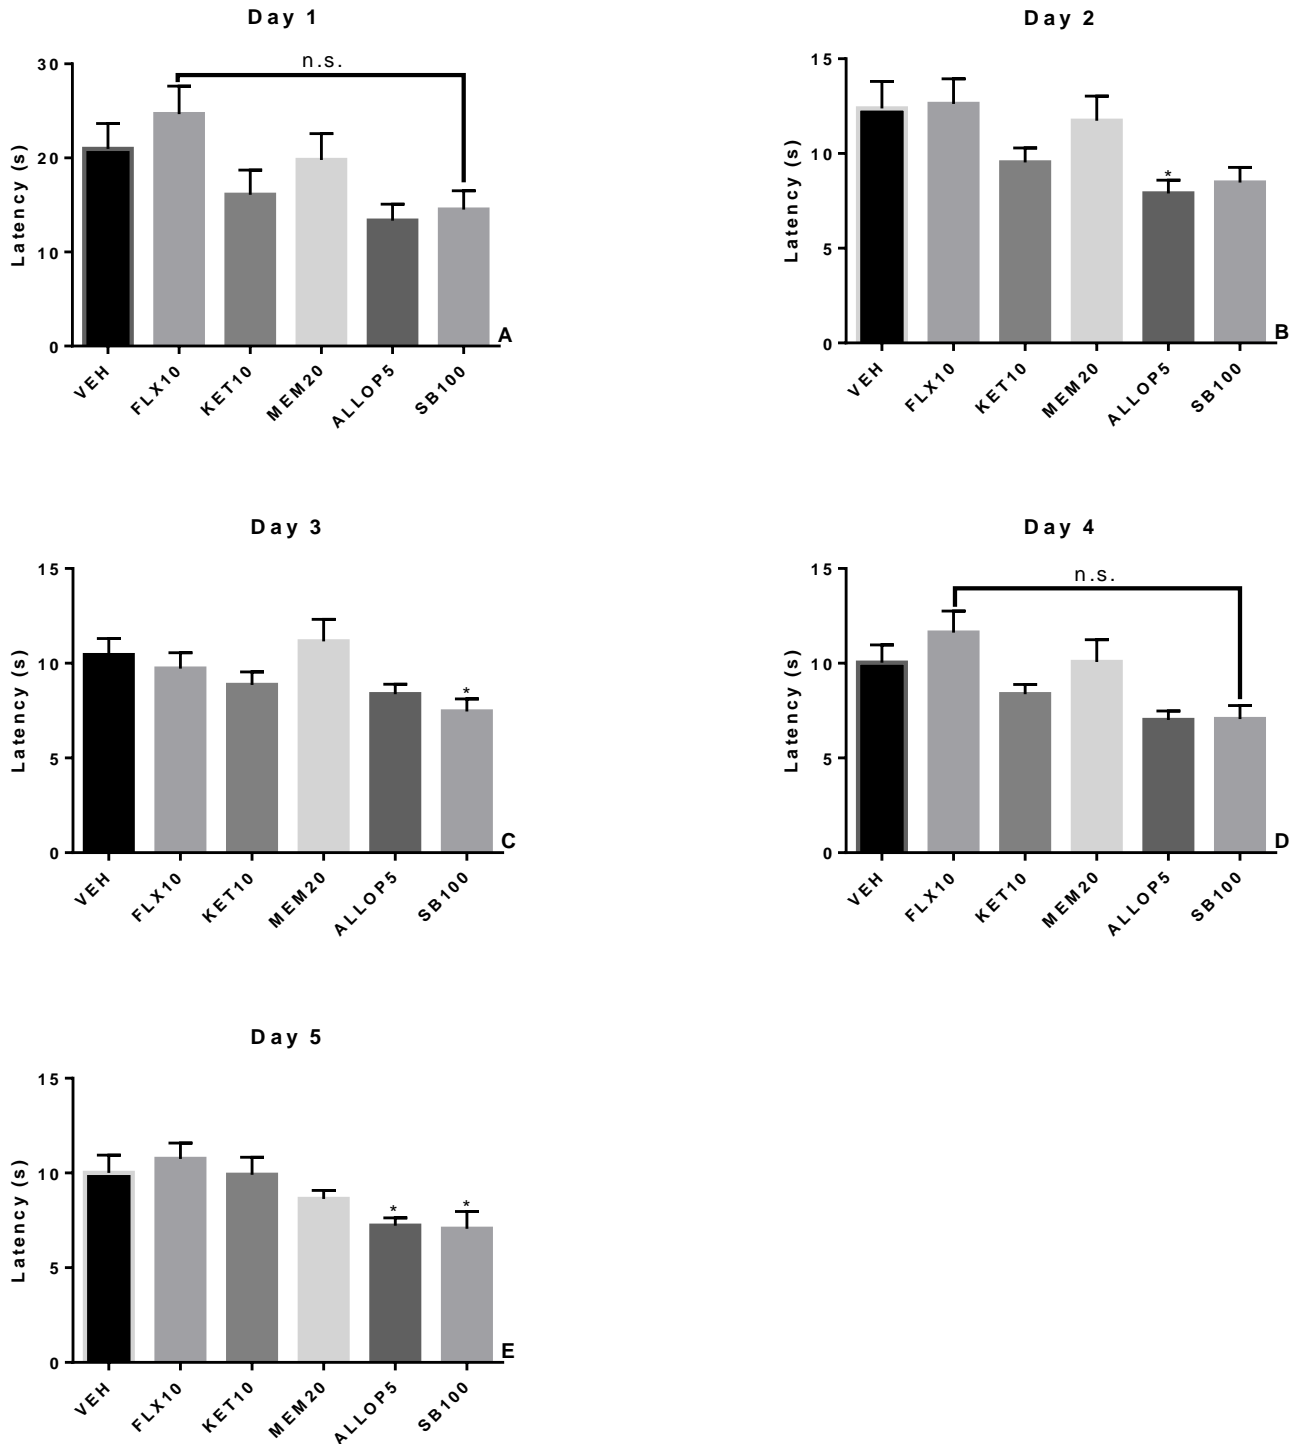 Day 1
n.s.
30
20
10
0
Latency (s)
VEH
FLX10
KET10
MEM20
ALLOP5
SB100
A
Day 2
15
10
5
0
Latency (s)
*
VEH
FLX10
KET10
MEM20
ALLOP5
SB100
B
Day 3
15
10
5
0
Latency (s)
*
VEH
FLX10
KET10
MEM20
ALLOP5
SB100
C
Day 4
n.s.
15
10
5
0
Latency (s)
VEH
FLX10
KET10
MEM20
ALLOP5
SB100
D
Day 5
15
10
5
0
Latency (s)
*
*
VEH
FLX10
KET10
MEM20
ALLOP5
SB100
E